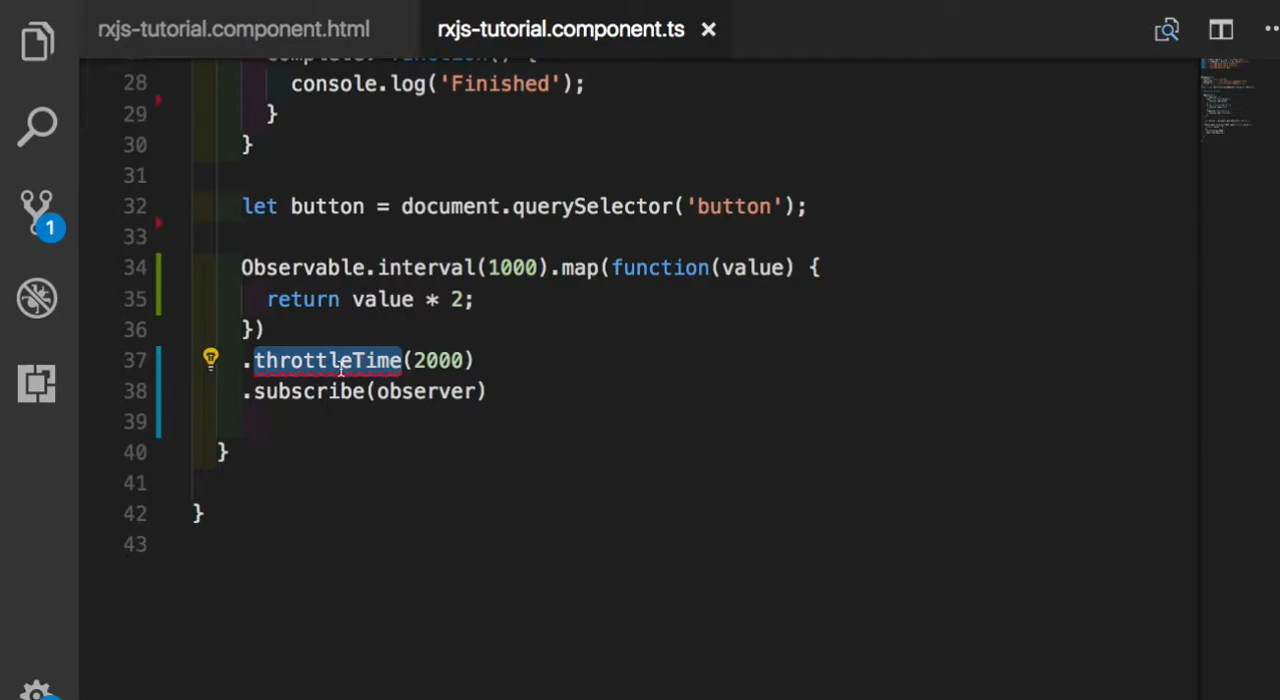 rxjs-tutorial.component.html rxjs-tutorial.component.ts
28 console.log('Finished');
29 }
30 }
31
32 let button = document.querySelector('button');
33
34 Observable.interval(1000).map(function(value) {
35 return value * 2;
36 })
37 .throttleTime(2000)
38 .subscribe(observer)
39
40 }
41
42 }
43
1